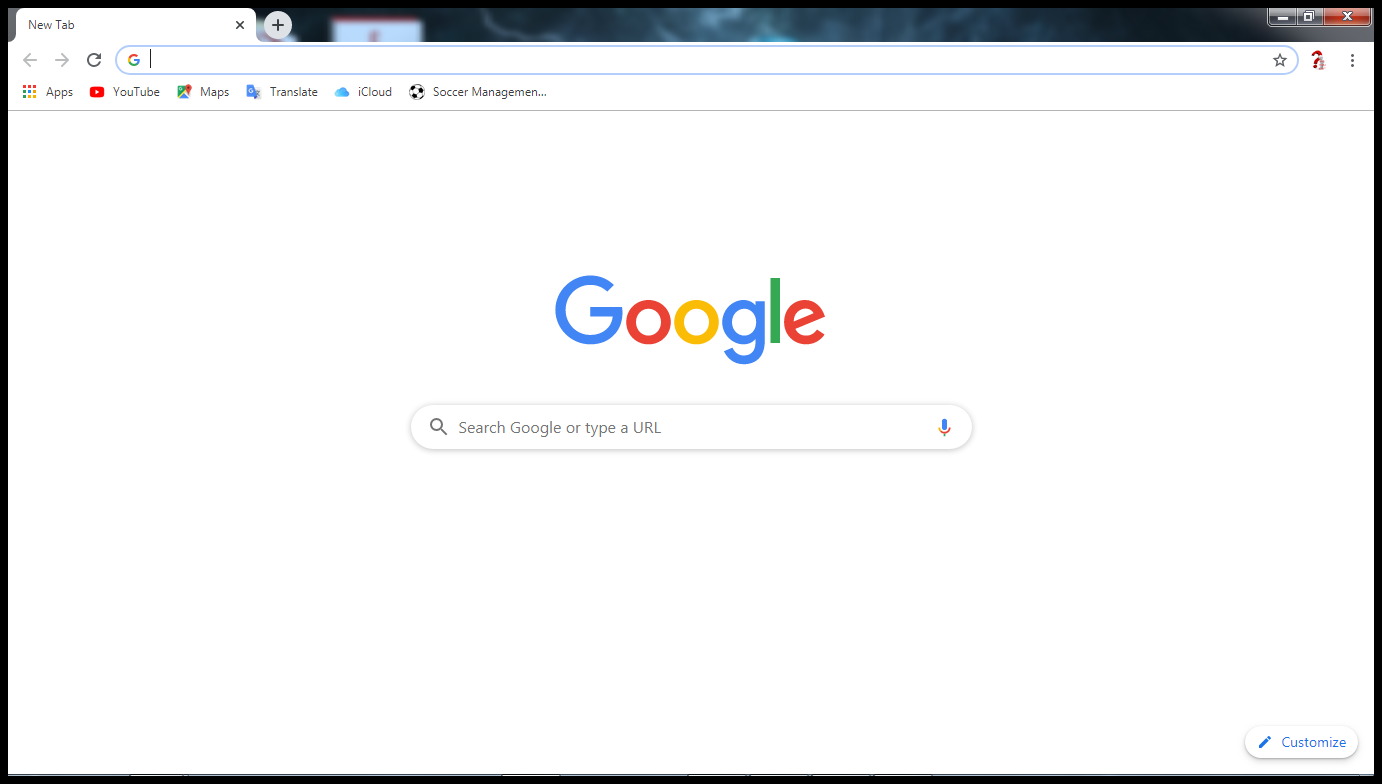 New Tab
Apps YouTube Maps Translate iCloud Soccer Managemen...
Google
Search Google or type a URL
Customize